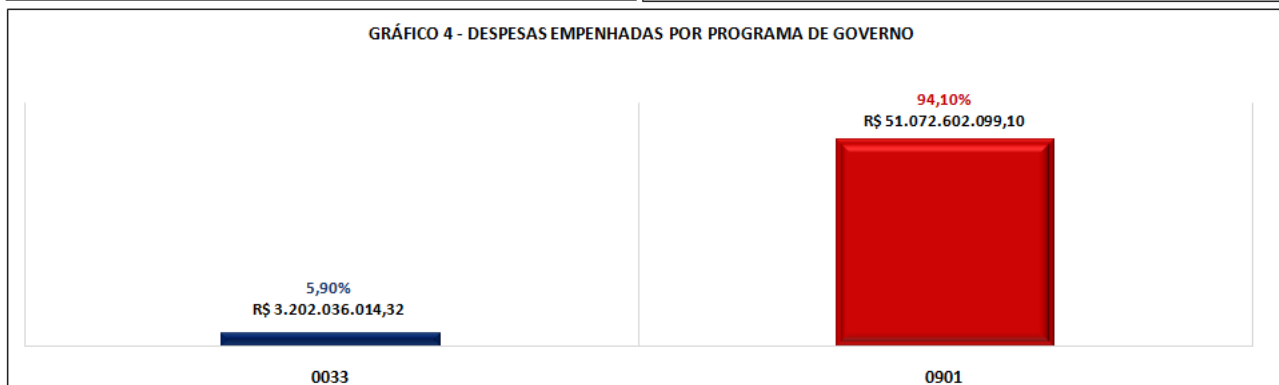 GRÁFICO 4 - DESPESAS EMPENHADAS POR PROGRAMA DE GOVERNO
94,10%
R$ 51.072.602.099,10
5,90%
R$ 3.202.036.014,32
0033
0901